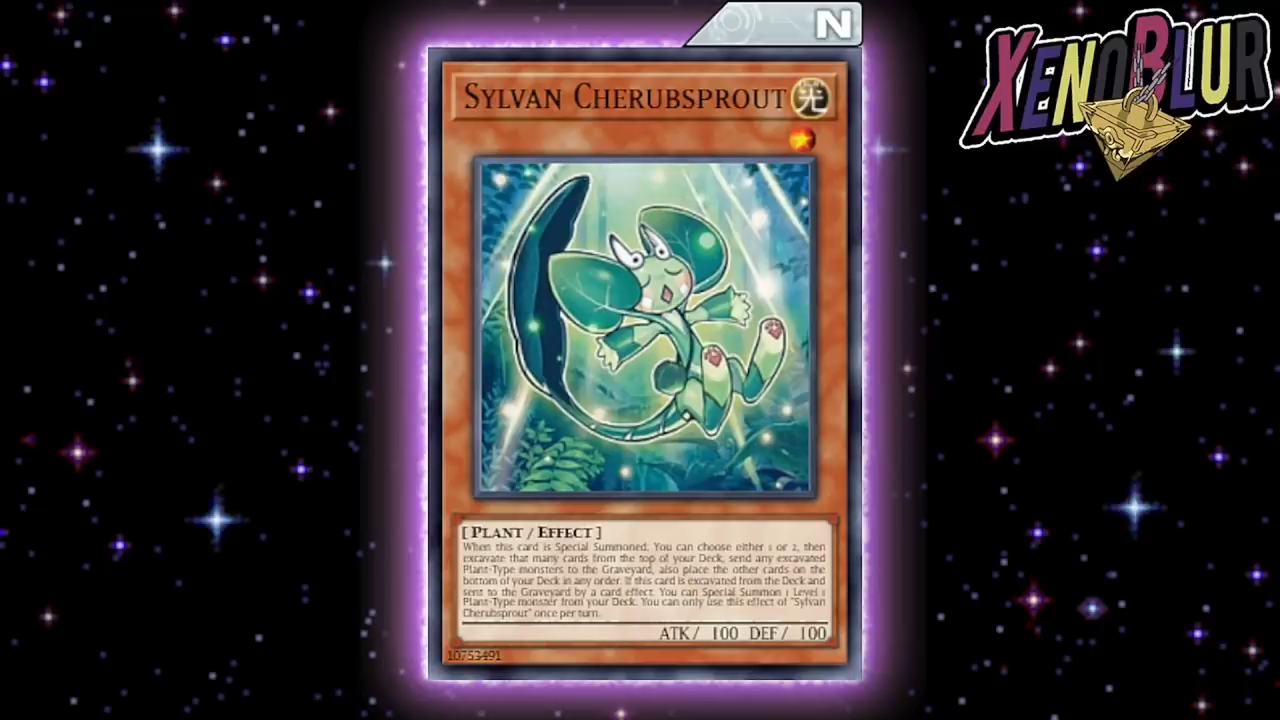 N
XENOBLUR
SYLVAN CHERUBSPROUT 光
[ PLANT / EFFECT ]
When this card is Special Summoned. You can choose either 1 or 2, then
excavate that many cards from the top of your Deck, send any excavated
Plant-Type monsters to the Graveyard, also place the other cards on the
bottom of your Deck in any order. If this card is excavated from the Deck and
sent to the Graveyard by a card effect. You can Special Summon 1 Level 1
Plant-Type monster from your Deck. You can only use this effect of "Sylvan
Cherubsprout" once per turn.
ATK / 100 DEF / 100
10753491